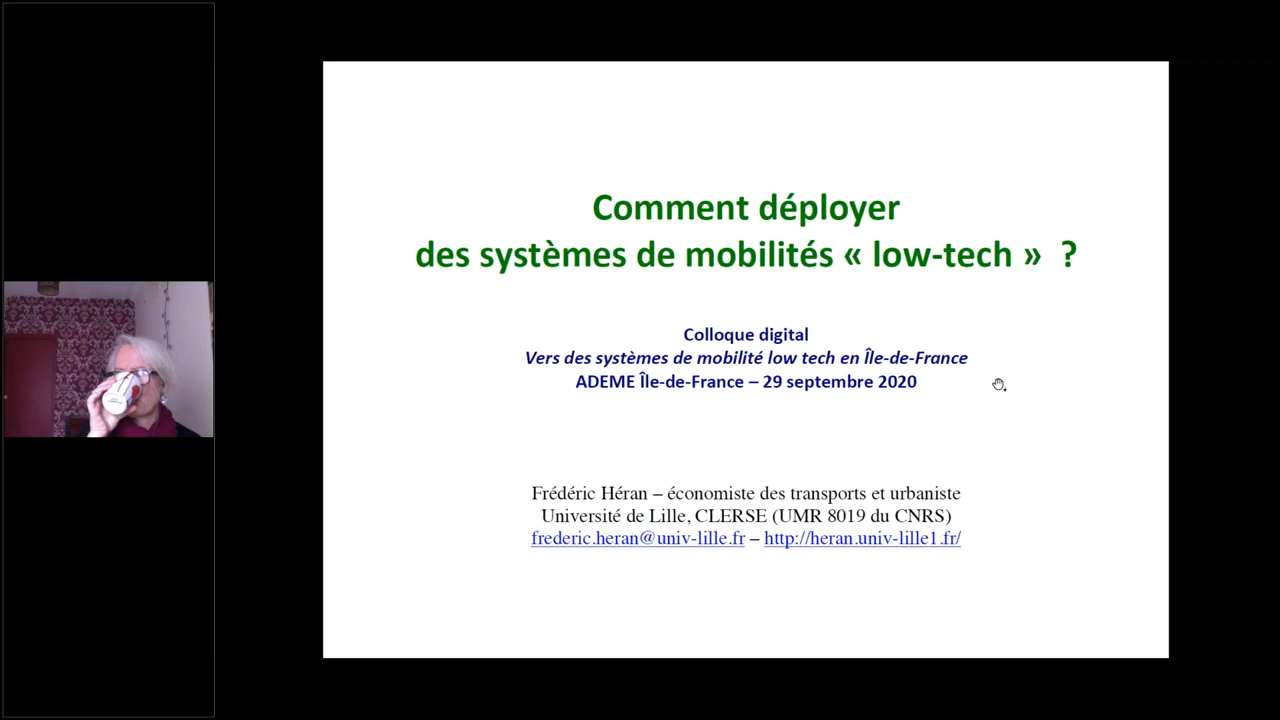 Comment déployer
des systèmes de mobilités « low-tech » ?
Colloque digital
Vers des systèmes de mobilité low tech en Île-de-France
ADEME Île-de-France – 29 septembre 2020
Frédéric Héran – économiste des transports et urbaniste
Université de Lille, CLERSE (UMR 8019 du CNRS)
frederic.heran@univ-lille.fr – http://heran.univ-lille1.fr/